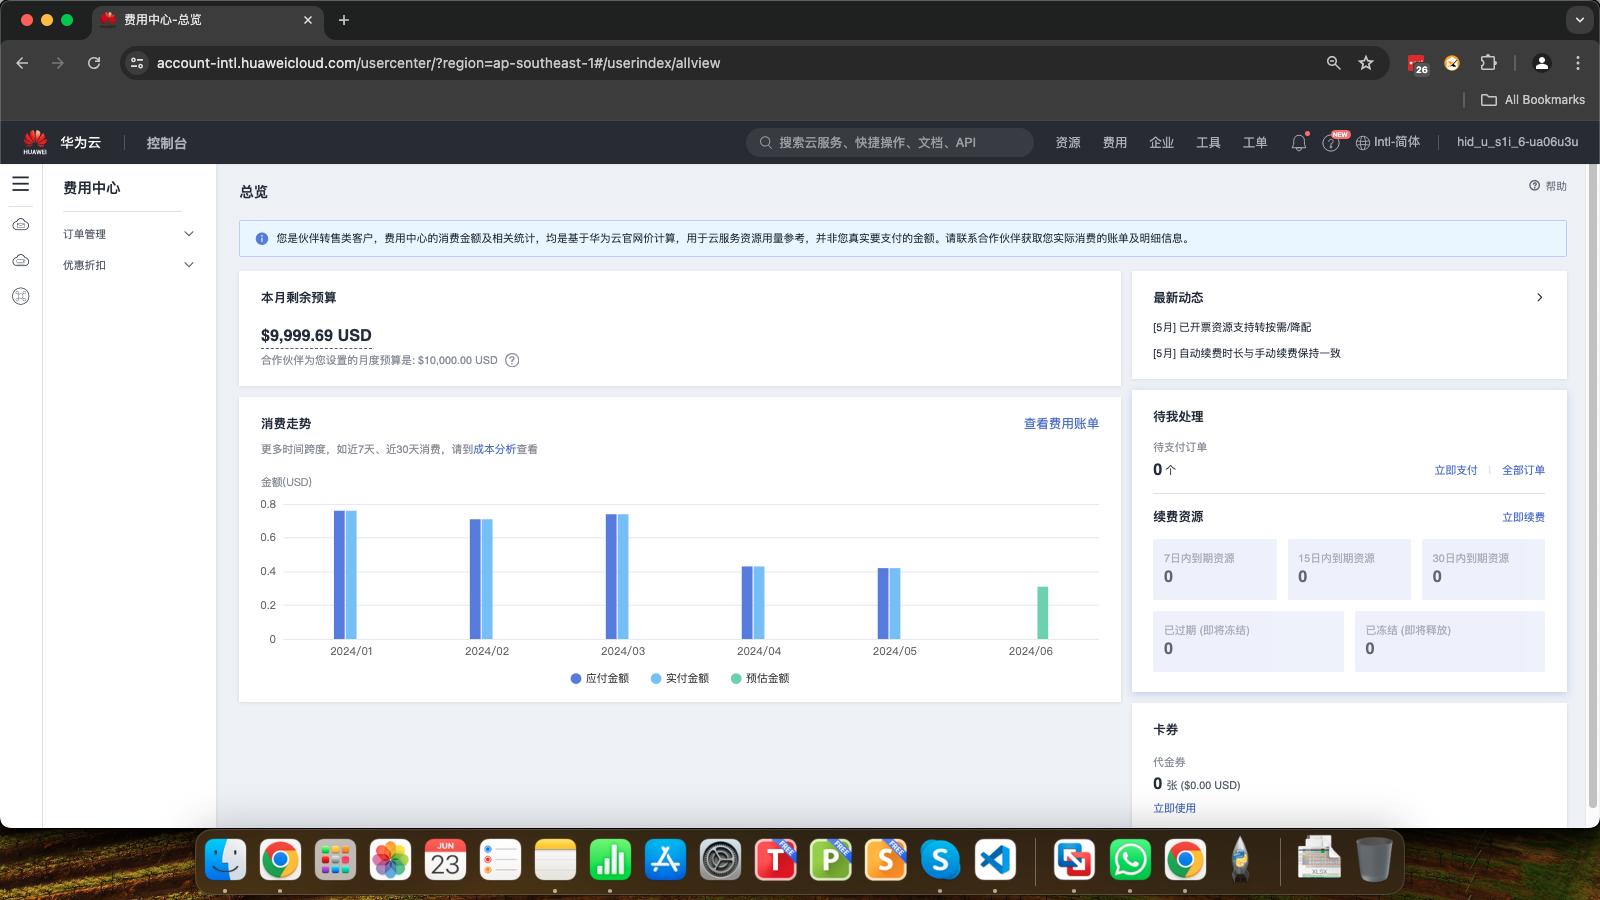 费用中心-总览
account-intl.huaweicloud.com/usercenter/?region=ap-southeast-1#/userindex/allview
26
All Bookmarks
HUAWEI
华为云
控制台
搜索云服务、快捷操作、文档、API
资源
费用
企业
工具
工单
NEW
Intl-简体
hid_u_s1i_6-ua06u3u
费用中心
订单管理
优惠折扣
总览
帮助
您是伙伴转售类客户，费用中心的消费金额及相关统计，均是基于华为云官网价计算，用于云服务资源用量参考，并非您真实要支付的金额。请联系合作伙伴获取您实际消费的账单及明细信息。
本月剩余预算
$9,999.69 USD
合作伙伴为您设置的月度预算是: $10,000.00 USD
最新动态
[5月] 已开票资源支持转按需/降配
[5月] 自动续费时长与手动续费保持一致
消费走势
查看费用账单
更多时间跨度，如近7天、近30天消费，请到成本分析查看
金额(USD)
0.8
0.6
0.4
0.2
0
2024/01
2024/02
2024/03
2024/04
2024/05
2024/06
应付金额
实付金额
预估金额
待我处理
待支付订单
0 个
立即支付
全部订单
续费资源
立即续费
7日内到期资源
0
15日内到期资源
0
30日内到期资源
0
已过期 (即将冻结)
0
已冻结 (即将释放)
0
卡券
代金券
0 张 ($0.00 USD)
立即使用
JUN
23
T
FREE
P
FREE
S
FREE
S
XLSX